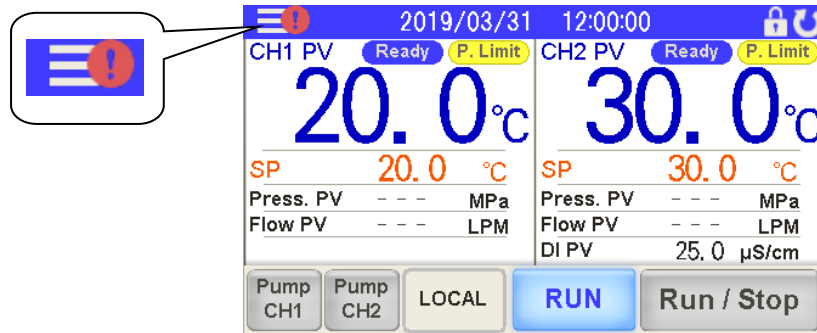 !
! 2019/03/31 12:00:00
CH1 PV Ready P. Limit
20.0 °C
SP 20.0 °C
Press. PV - - - MPa
Flow PV - - - LPM
CH2 PV Ready P. Limit
30.0 °C
SP 30.0 °C
Press. PV - - - MPa
Flow PV - - - LPM
DI PV 25.0 µS/cm
Pump
CH1
Pump
CH2
LOCAL
RUN
Run / Stop